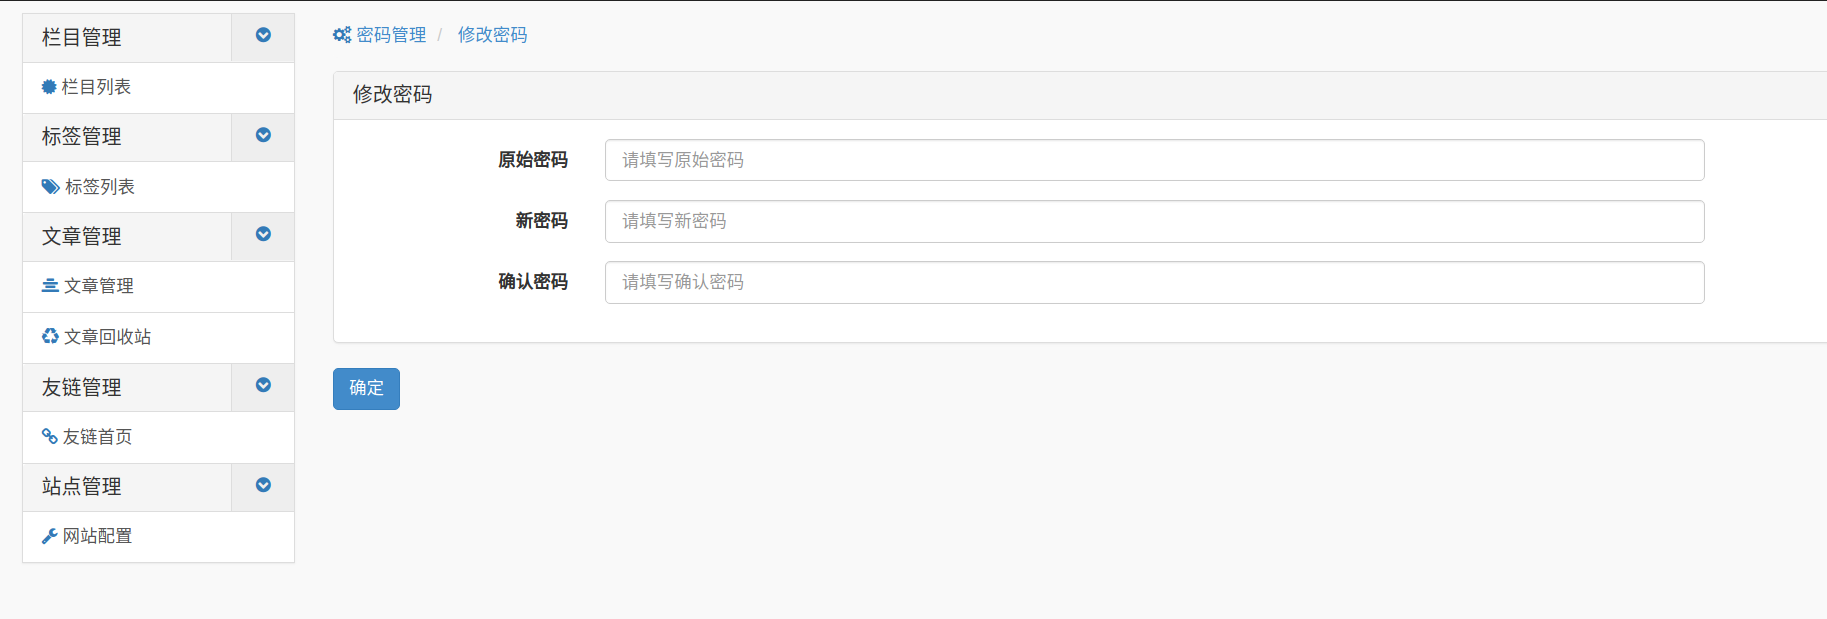 栏目管理
栏目列表
标签管理
标签列表
文章管理
文章管理
文章回收站
友链管理
友链首页
站点管理
网站配置
密码管理 / 修改密码
修改密码
原始密码 请填写原始密码
新密码 请填写新密码
确认密码 请填写确认密码
确定